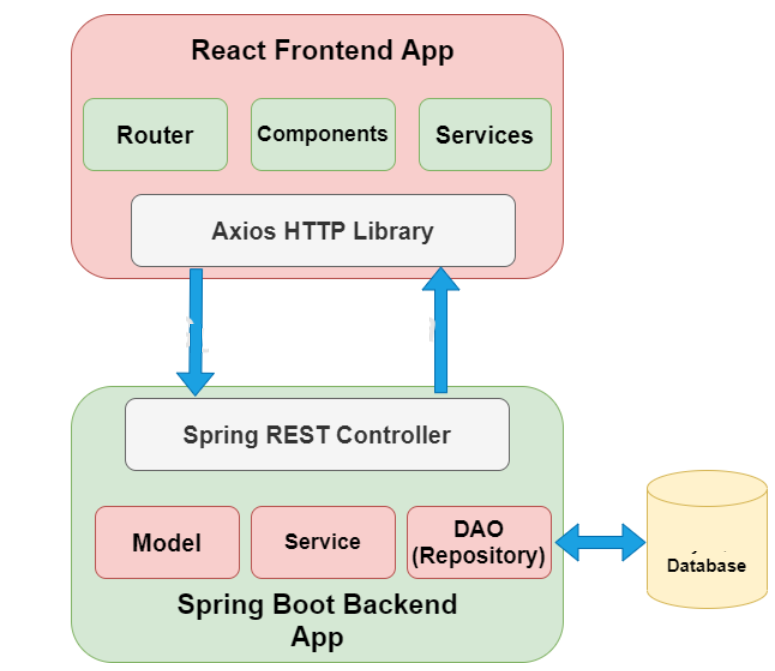 React Frontend App
Router
Components
Services
Axios HTTP Library
Spring REST Controller
Model
Service
DAO
(Repository)
Database
Spring Boot Backend
App